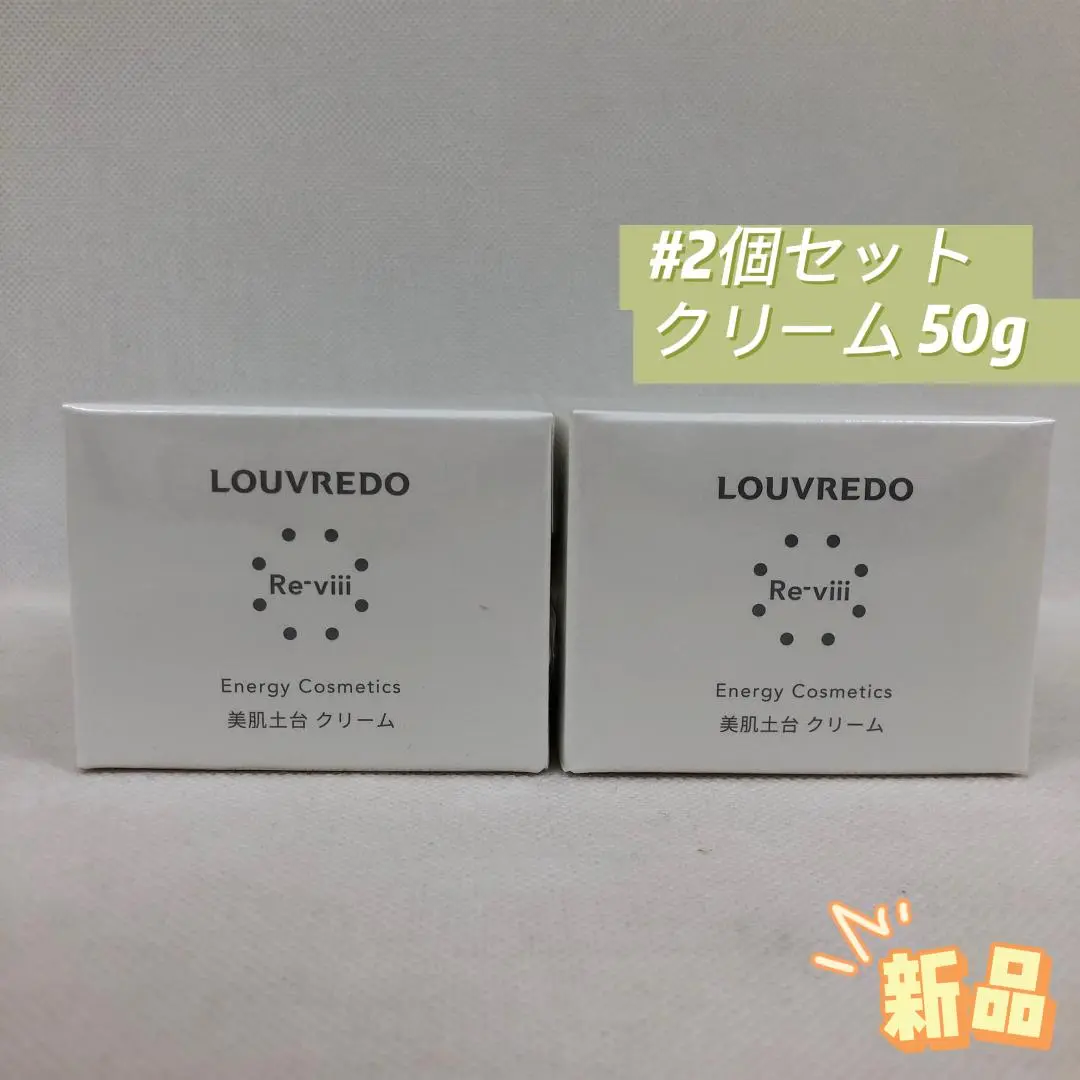 #2個セット
クリーム 50g
LOUVREDO
Re-viii
Energy Cosmetics
美肌土台 クリーム
LOUVREDO
Re-viii
Energy Cosmetics
美肌土台 クリーム
新品